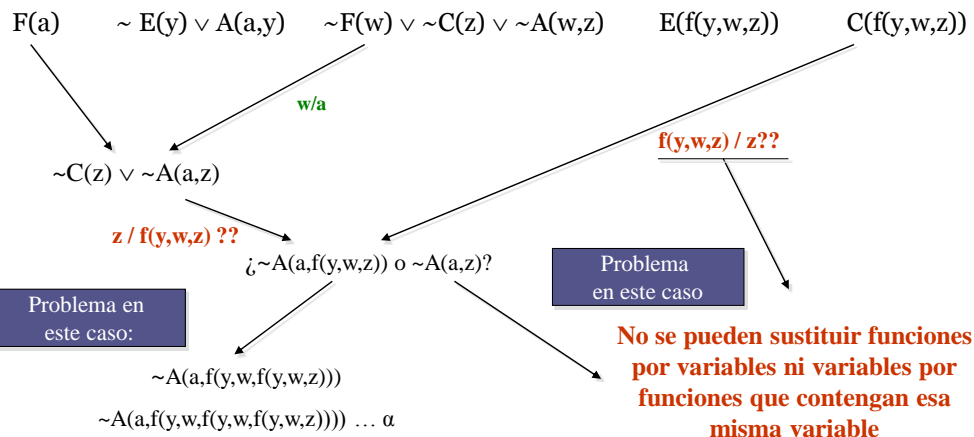 F(a) ~ E(y) ∨ A(a,y) ~F(w) ∨ ~C(z) ∨ ~A(w,z) E(f(y,w,z)) C(f(y,w,z))
w/a
f(y,w,z) / z??
~C(z) ∨ ~A(a,z)
z / f(y,w,z) ??
¿~A(a,f(y,w,z)) o ~A(a,z)?
Problema en
este caso:
Problema
en este caso
~A(a,f(y,w,f(y,w,z)))
~A(a,f(y,w,f(y,w,f(y,w,z)))) … α
No se pueden sustituir funciones
por variables ni variables por
funciones que contengan esa
misma variable